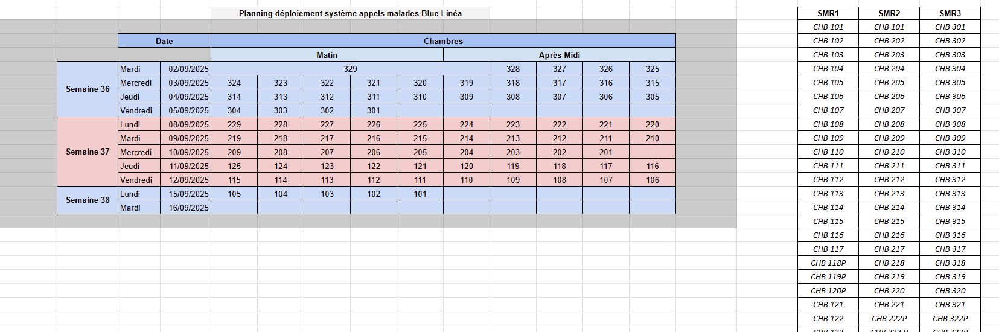 Planning déploiement système appels malades Blue Linéa
Date Chambres
Matin Après Midi
Semaine 36
Mardi 02/09/2025 329 328 327 326 325
Mercredi 03/09/2025 324 323 322 321 320 319 318 317 316 315
Jeudi 04/09/2025 314 313 312 311 310 309 308 307 306 305
Vendredi 05/09/2025 304 303 302 301
Semaine 37
Lundi 08/09/2025 229 228 227 226 225 224 223 222 221 220
Mardi 09/09/2025 219 218 217 216 215 214 213 212 211 210
Mercredi 10/09/2025 209 208 207 206 205 204 203 202 201
Jeudi 11/09/2025 125 124 123 122 121 120 119 118 117 116
Vendredi 12/09/2025 115 114 113 112 111 110 109 108 107 106
Semaine 38
Lundi 15/09/2025 105 104 103 102 101
Mardi 16/09/2025
SMR1 SMR2 SMR3
CHB 101 CHB 101 CHB 301
CHB 102 CHB 202 CHB 302
CHB 103 CHB 203 CHB 303
CHB 104 CHB 204 CHB 304
CHB 105 CHB 205 CHB 305
CHB 106 CHB 206 CHB 306
CHB 107 CHB 207 CHB 307
CHB 108 CHB 208 CHB 308
CHB 109 CHB 209 CHB 309
CHB 110 CHB 210 CHB 310
CHB 111 CHB 211 CHB 311
CHB 112 CHB 212 CHB 312
CHB 113 CHB 213 CHB 313
CHB 114 CHB 214 CHB 314
CHB 115 CHB 215 CHB 315
CHB 116 CHB 216 CHB 316
CHB 117 CHB 217 CHB 317
CHB 118P CHB 218 CHB 318
CHB 119P CHB 219 CHB 319
CHB 120P CHB 220 CHB 320
CHB 121 CHB 221 CHB 321
CHB 122 CHB 222P CHB 322P